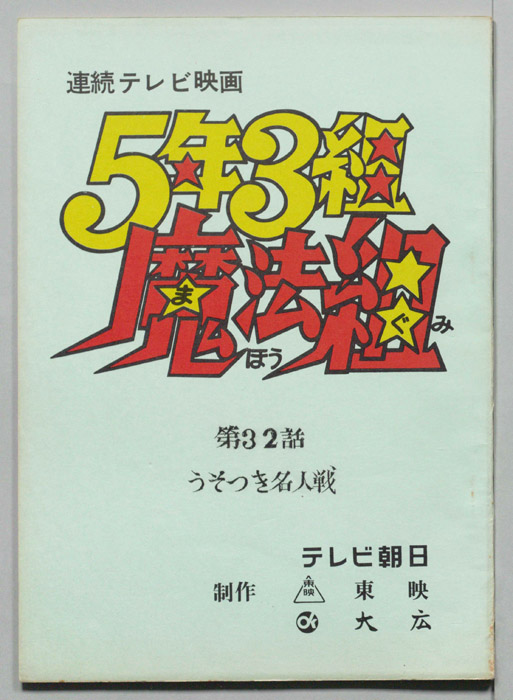 連続テレビ映画
5年3組
魔法組
ま ほう ぐみ
第32話
うそつき名人戦
テレビ朝日
制作 東映 東映
大広